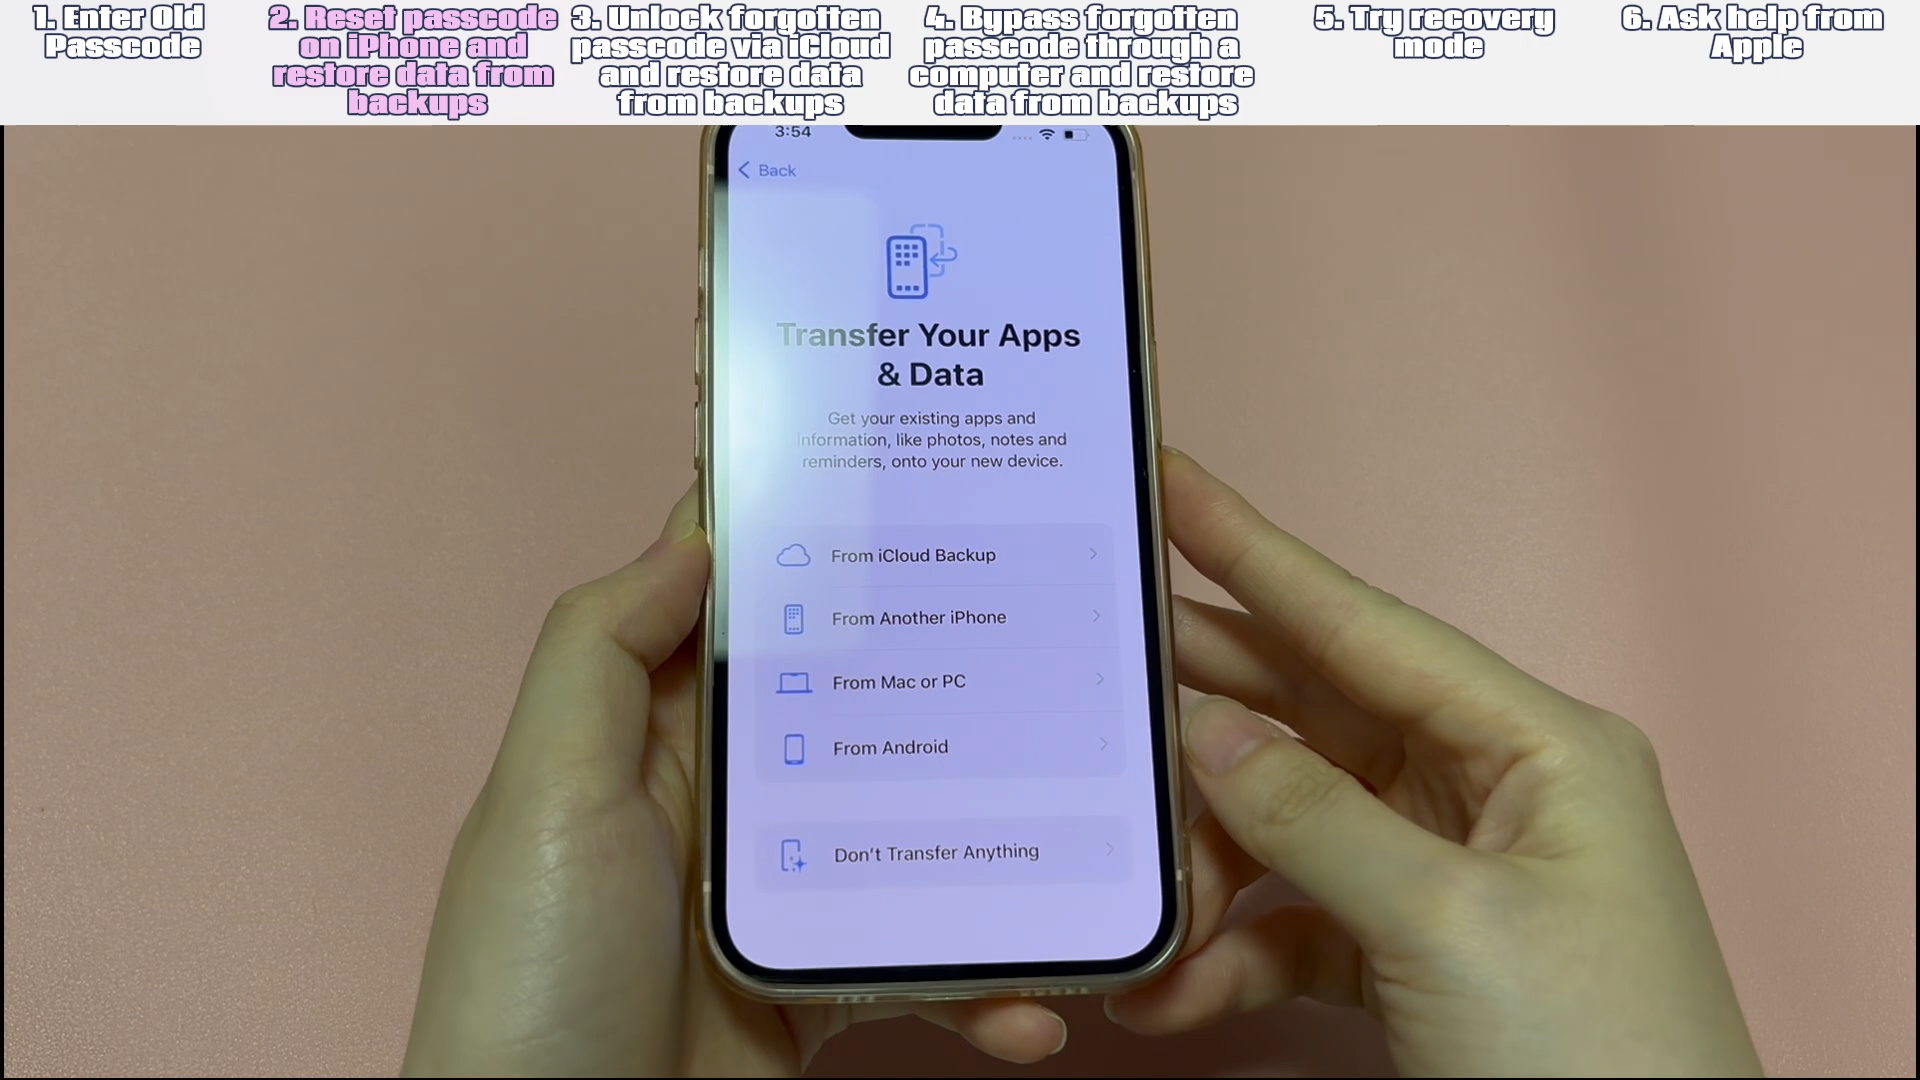 1. Enter Old
Passcode
2. Reset passcode
on iPhone and
restore data from
backups
3. Unlock forgotten
passcode via iCloud
and restore data
from backups
4. Bypass forgotten
passcode through a
computer and restore
data from backups
5. Try recovery
mode
6. Ask help from
Apple
3:54
Back
Transfer Your Apps
& Data
Get your existing apps and
information, like photos, notes and
reminders, onto your new device.
From iCloud Backup
From Another iPhone
From Mac or PC
From Android
Don't Transfer Anything